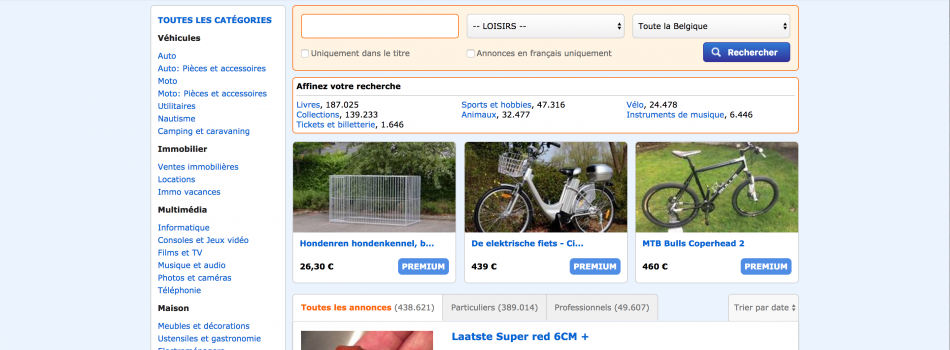 TOUTES LES CATÉGORIES
Véhicules
Auto
Auto: Pièces et accessoires
Moto
Moto: Pièces et accessoires
Utilitaires
Nautisme
Camping et caravaning
Immobilier
Ventes immobilières
Locations
Immo vacances
Multimédia
Informatique
Consoles et Jeux vidéo
Films et TV
Musique et audio
Photos et caméras
Téléphonie
Maison
Meubles et décorations
Ustensiles et gastronomie
-- LOISIRS --
Toute la Belgique
Uniquement dans le titre
Annonces en français uniquement
Rechercher
Affinez votre recherche
Livres, 187.025
Sports et hobbies, 47.316
Vélo, 24.478
Collections, 139.233
Animaux, 32.477
Instruments de musique, 6.446
Tickets et billetterie, 1.646
Hondenren hondenkennel, b...
26,30 € PREMIUM
De elektrische fiets - Ci...
439 € PREMIUM
MTB Bulls Coperhead 2
460 € PREMIUM
Toutes les annonces (438.621)
Particuliers (389.014)
Professionnels (49.607)
Trier par date
Laatste Super red 6CM +